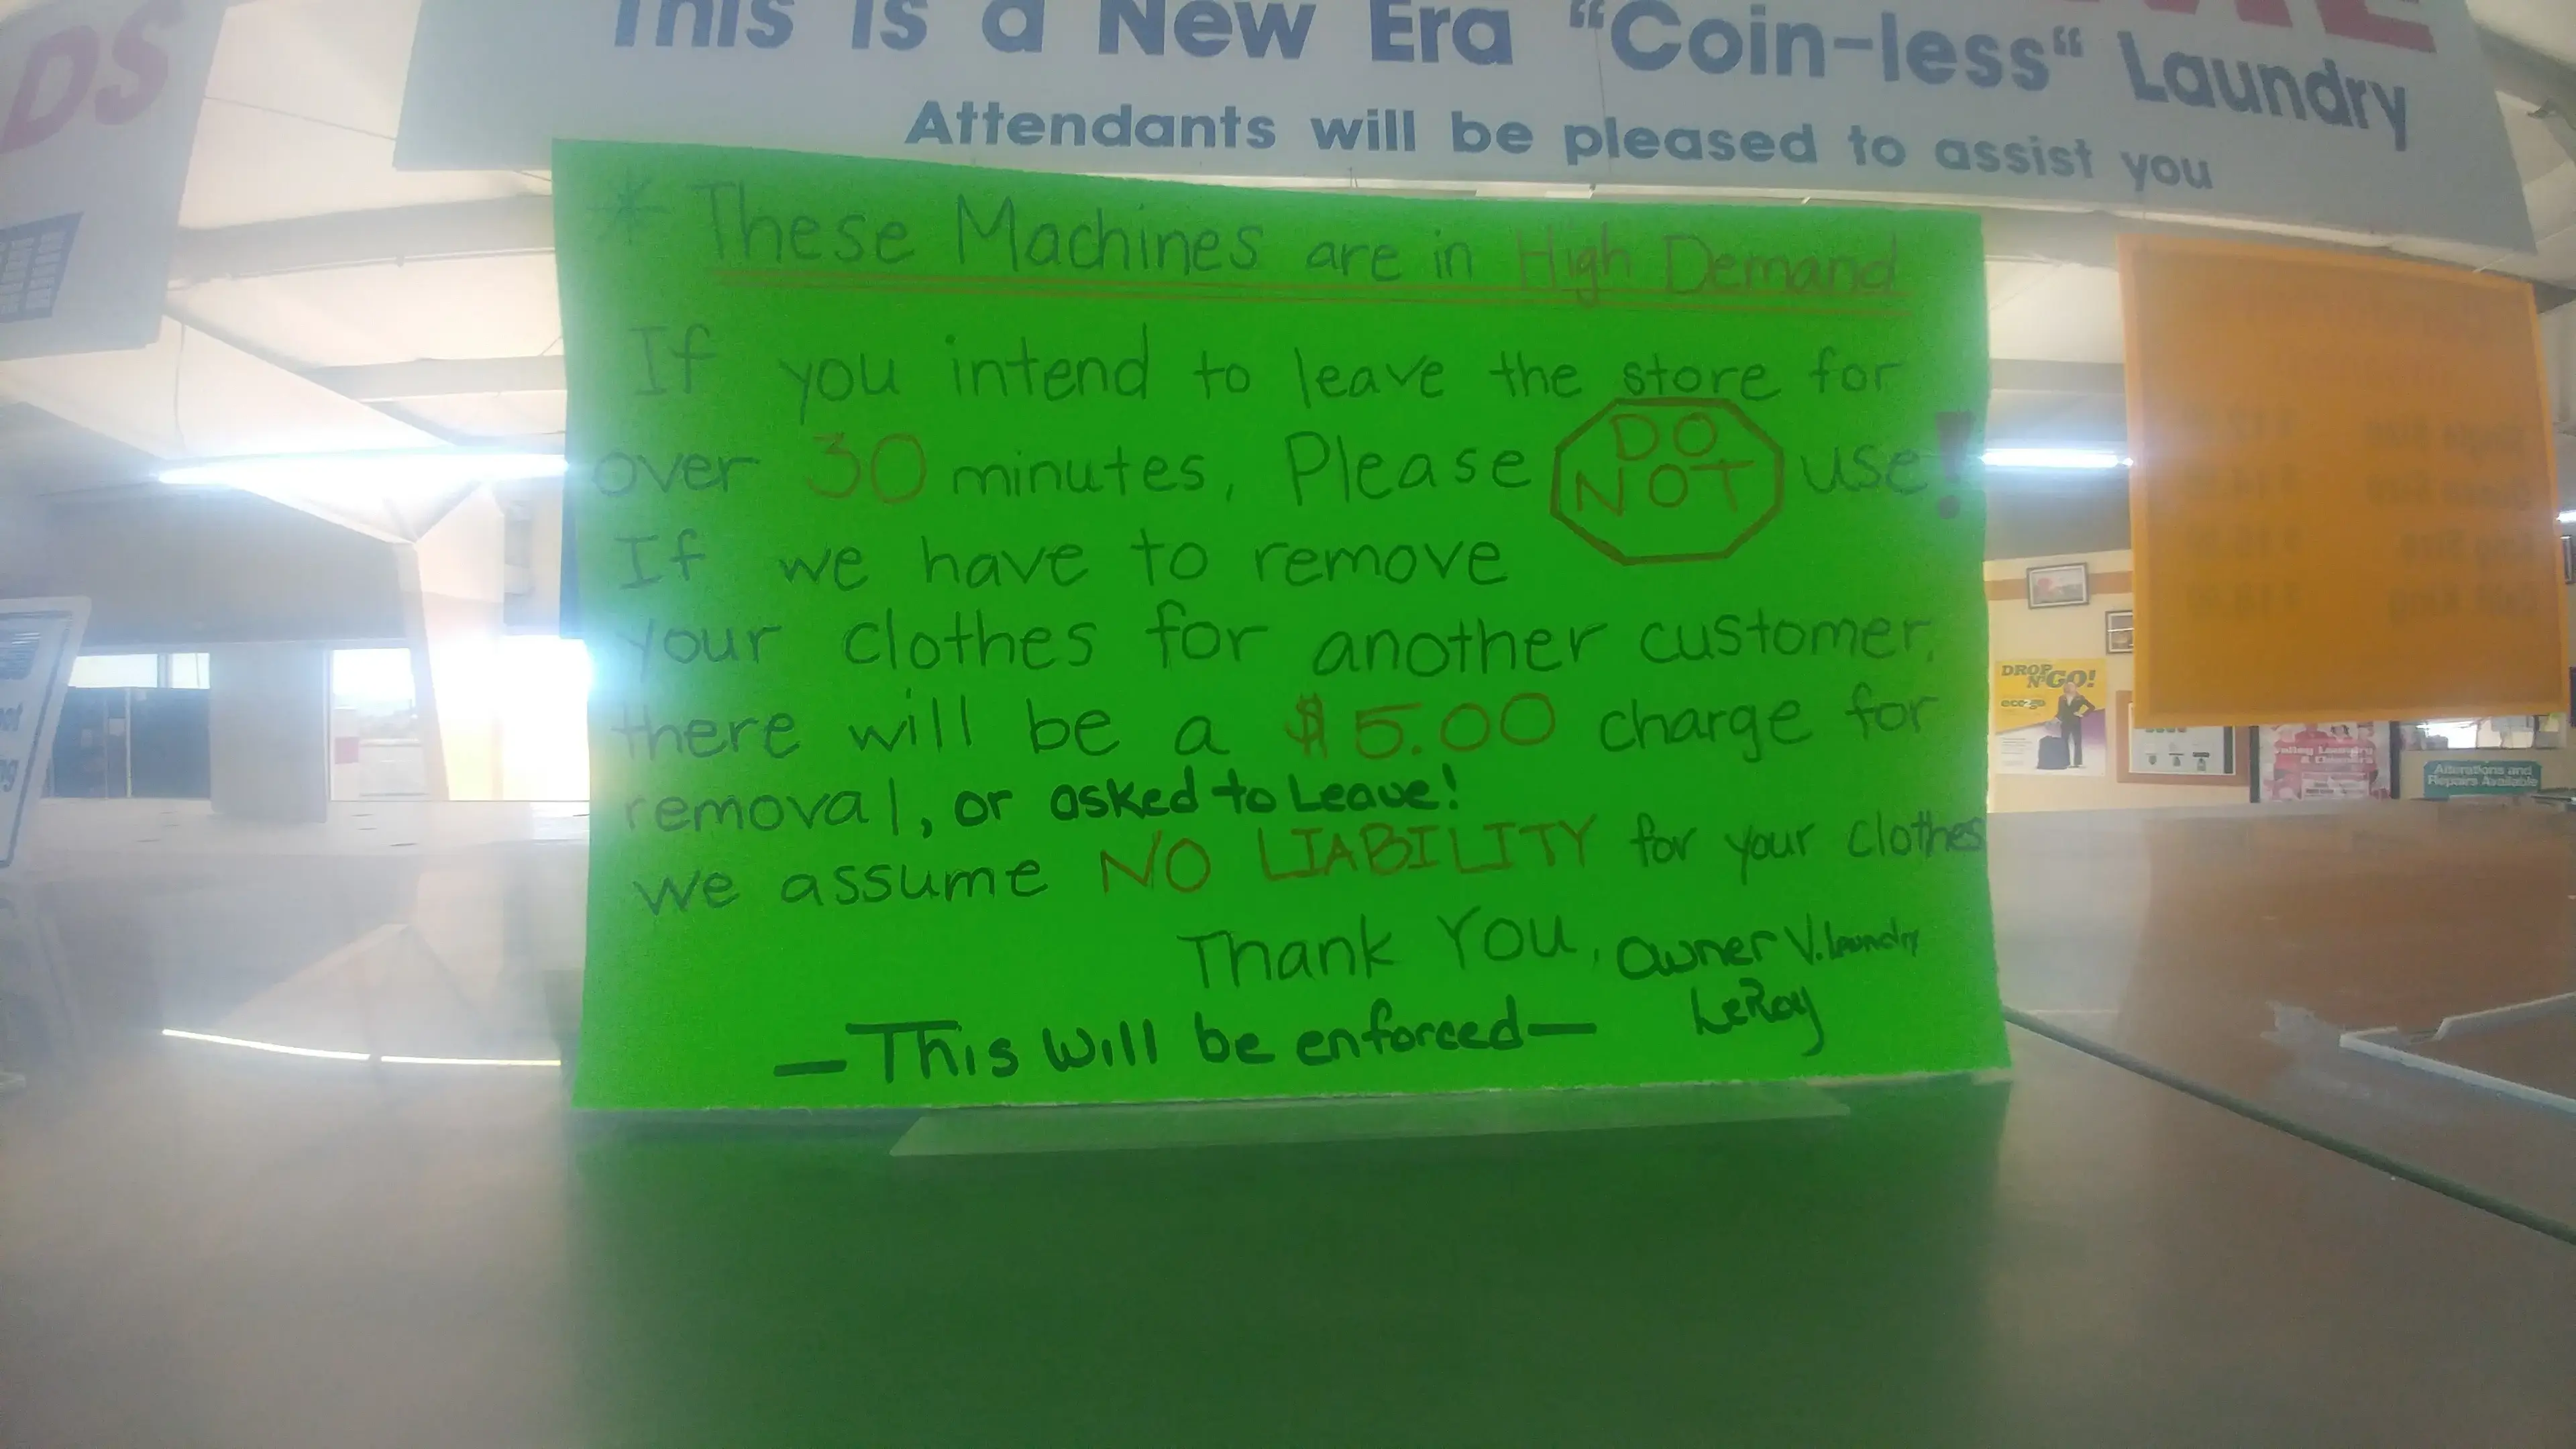 DS
This is a New Era "Coin-less" Laundry
Attendants will be pleased to assist you
* These Machines are in High Demand
If you intend to leave the store for
over 30 minutes, Please DO NOT use!
If we have to remove
your clothes for another customer,
there will be a $5.00 charge for
removal, or asked to Leave!
we assume NO LIABILITY for your clothes
Thank You, Owner V. Laundry
LeRoy
—This will be enforced—
DROP
N' GO!
Valley Laundry
& Cleaners
Alterations and
Repairs Available